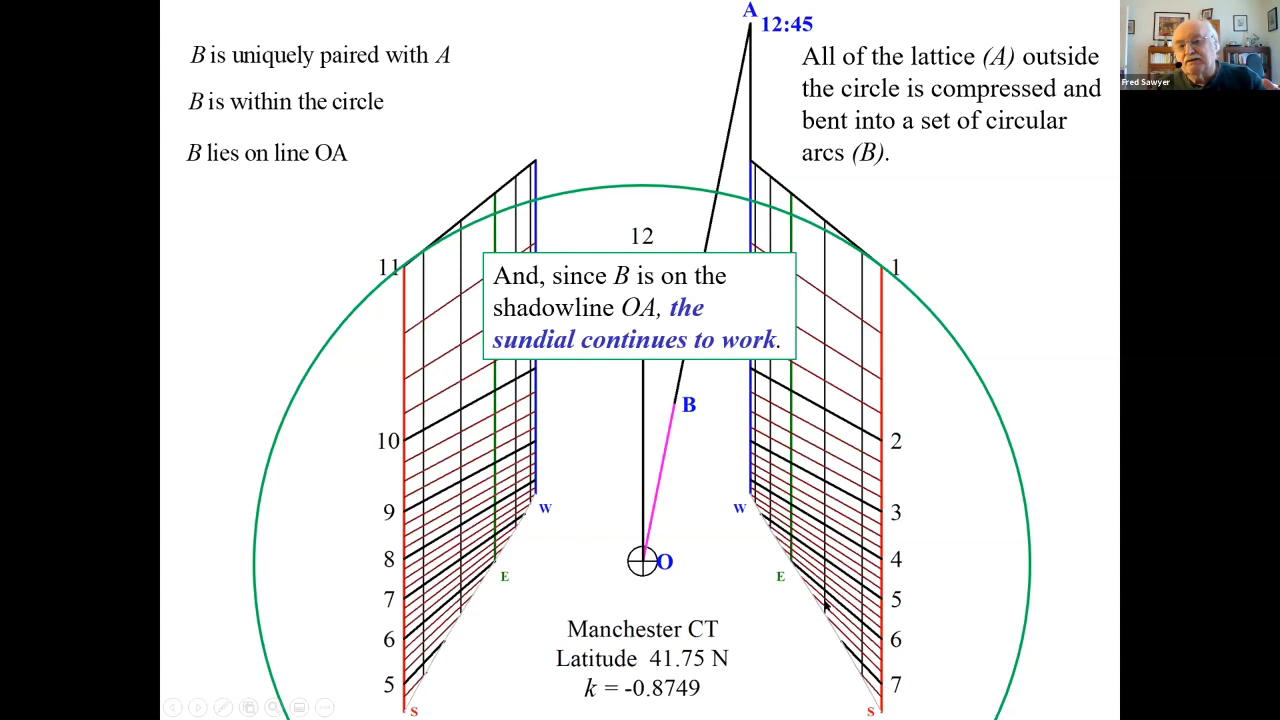 B is uniquely paired with A
B is within the circle
B lies on line OA
A
12:45
All of the lattice (A) outside
the circle is compressed and
bent into a set of circular
arcs (B).
Fred Sawyer
12
And, since B is on the
shadowline OA, the
sundial continues to work.
11
10
9
8
7
6
5
S
E
W
B
O
W
E
S
1
2
3
4
5
6
7
Manchester CT
Latitude 41.75 N
k = -0.8749